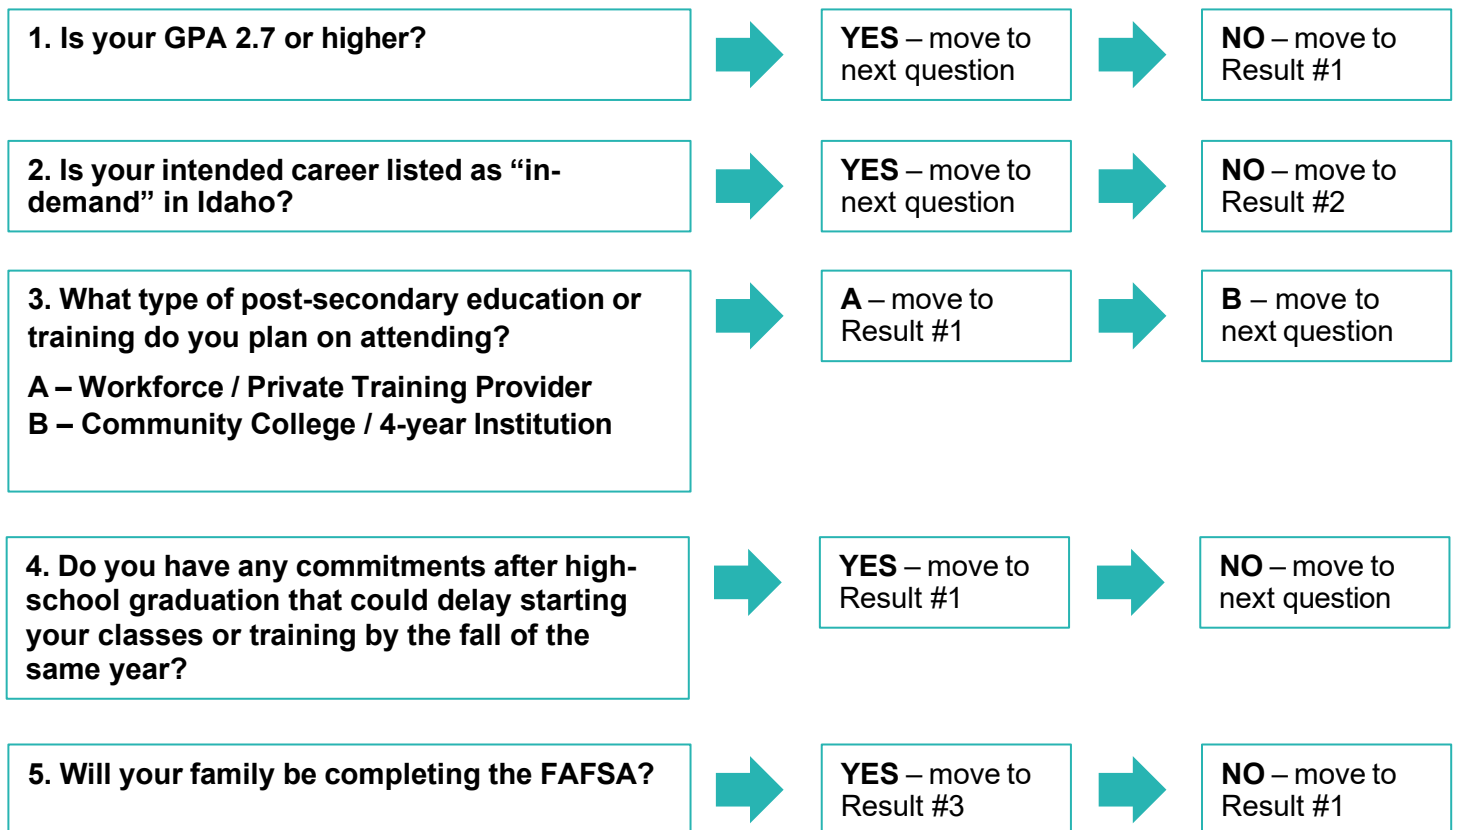 1. Is your GPA 2.7 or higher?
YES – move to
next question
NO – move to
Result #1
2. Is your intended career listed as “in-
demand” in Idaho?
YES – move to
next question
NO – move to
Result #2
3. What type of post-secondary education or
training do you plan on attending?
A – Workforce / Private Training Provider
B – Community College / 4-year Institution
A – move to
Result #1
B – move to
next question
4. Do you have any commitments after high-
school graduation that could delay starting
your classes or training by the fall of the
same year?
YES – move to
Result #1
NO – move to
next question
5. Will your family be completing the FAFSA?
YES – move to
Result #3
NO – move to
Result #1